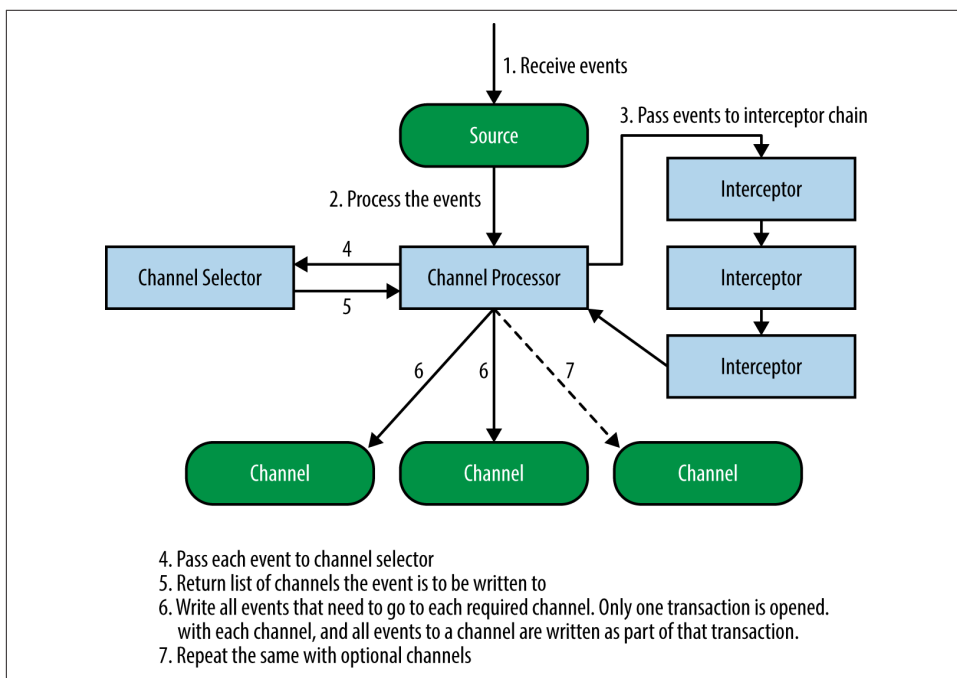 1. Receive events
Source
3. Pass events to interceptor chain
Interceptor
2. Process the events
4
Channel Selector
Channel Processor
Interceptor
5
Interceptor
6
6
7
Channel
Channel
Channel
4. Pass each event to channel selector
5. Return list of channels the event is to be written to
6. Write all events that need to go to each required channel. Only one transaction is opened.
with each channel, and all events to a channel are written as part of that transaction.
7. Repeat the same with optional channels